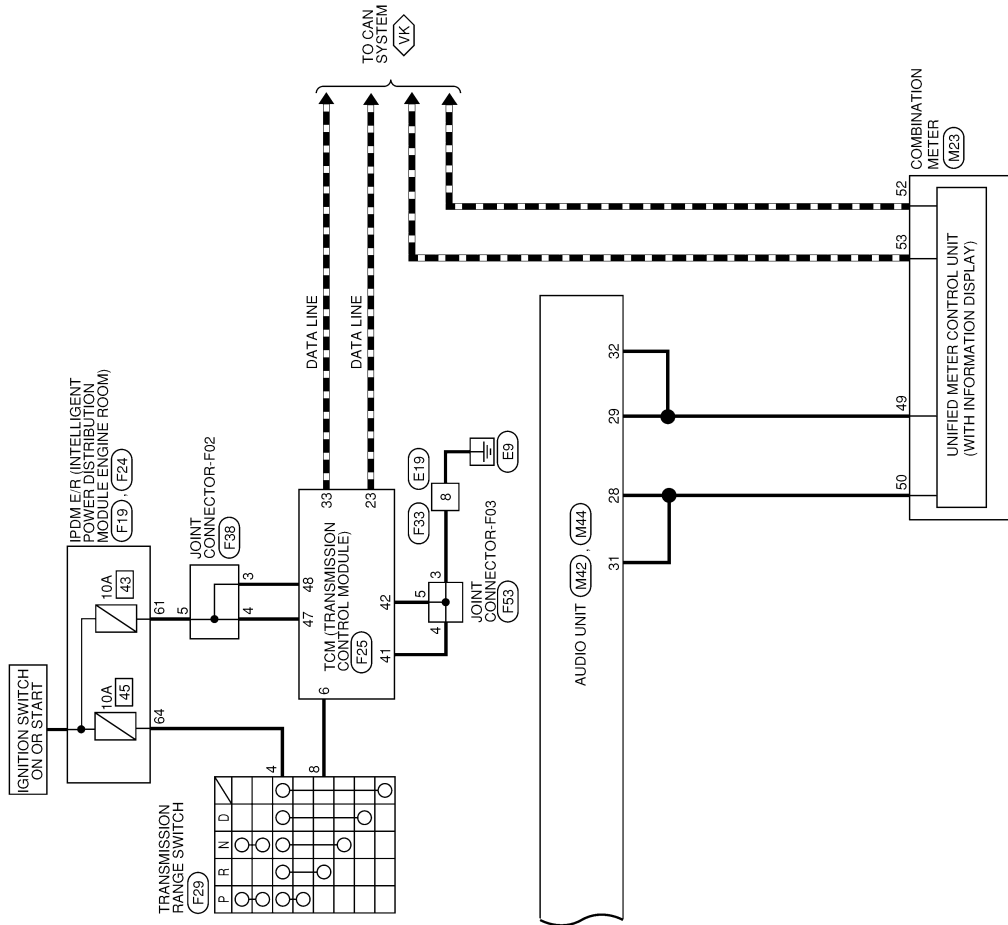 IGNITION SWITCH
ON OR START
IPDM E/R (INTELLIGENT
POWER DISTRIBUTION
MODULE ENGINE ROOM)
F19 , F24
10A
45
10A
43
64
61
JOINT
CONNECTOR-F02
F38
5
4
3
TRANSMISSION
RANGE SWITCH
F29
P
R
N
D
4
8
6
47
48
TCM (TRANSMISSION
CONTROL MODULE)
F25
33
23
41
42
DATA LINE
DATA LINE
TO CAN
SYSTEM
VK
4
5
3
JOINT
CONNECTOR-F03
F53
F33
8
E19
E9
AUDIO UNIT
M42 , M44
31
28
29
32
50
49
53
52
COMBINATION
METER
M23
UNIFIED METER CONTROL UNIT
(WITH INFORMATION DISPLAY)